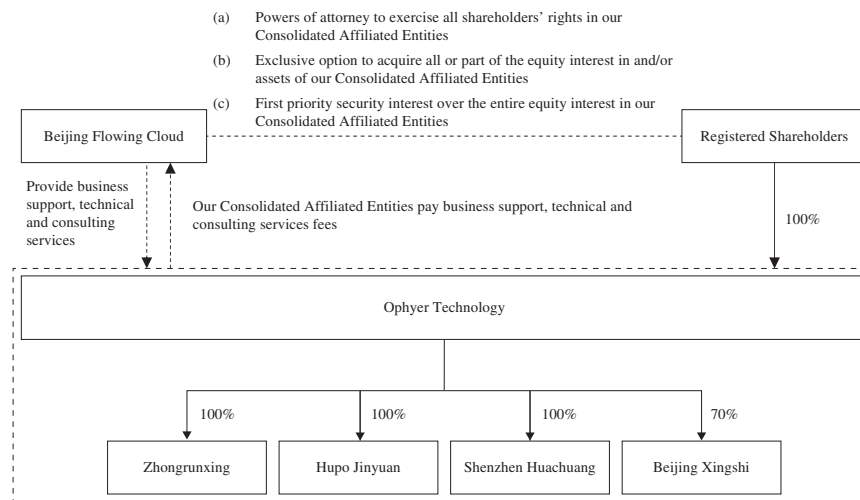 (a) Powers of attorney to exercise all shareholders’ rights in our
Consolidated Affiliated Entities
(b) Exclusive option to acquire all or part of the equity interest in and/or
assets of our Consolidated Affiliated Entities
(c) First priority security interest over the entire equity interest in our
Consolidated Affiliated Entities
Beijing Flowing Cloud
Registered Shareholders
Provide business
support, technical
and consulting
services
Our Consolidated Affiliated Entities pay business support, technical and
consulting services fees
100%
Ophyer Technology
100%
100%
100%
70%
Zhongrunxing
Hupo Jinyuan
Shenzhen Huachuang
Beijing Xingshi